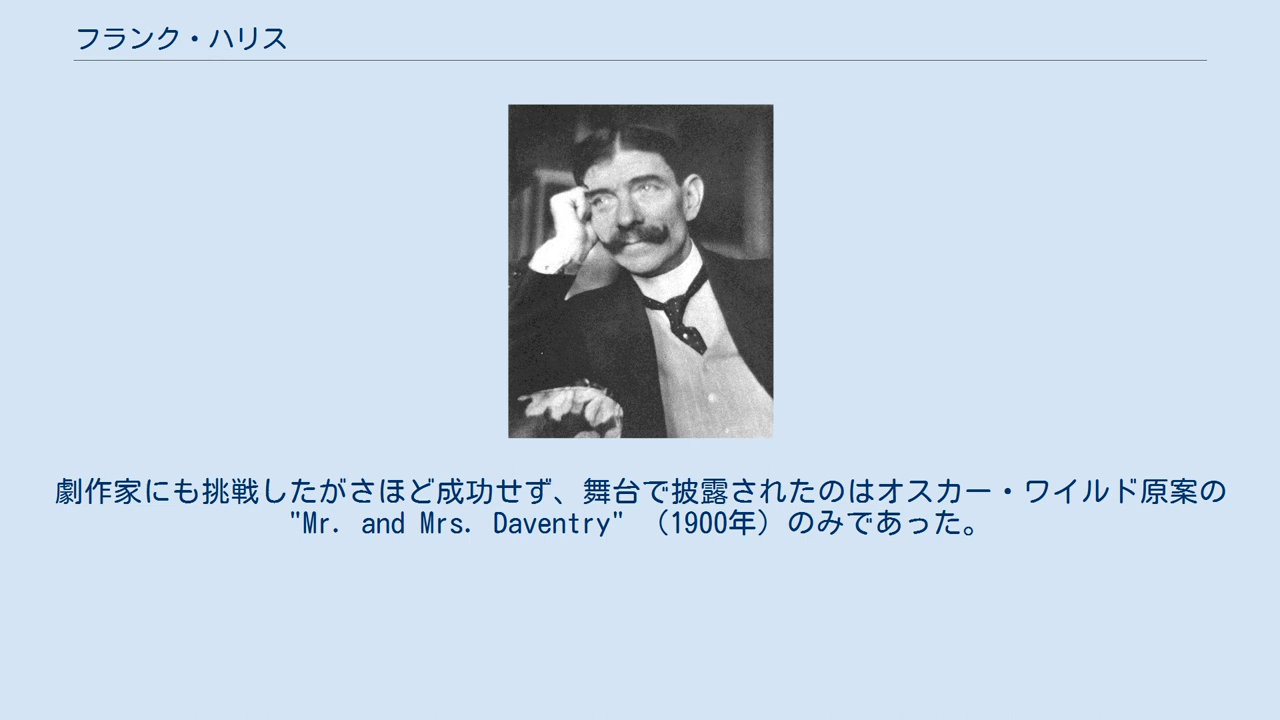 フランク・ハリス
劇作家にも挑戦したがさほど成功せず、舞台で披露されたのはオスカー・ワイルド原案の
"Mr. and Mrs. Daventry" （1900年）のみであった。